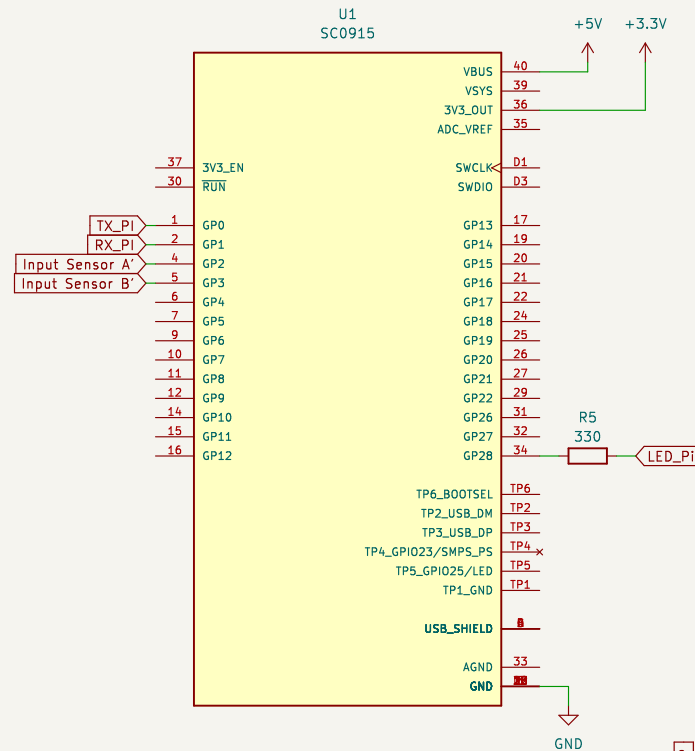 U1
SC0915
+5V
+3.3V
VBUS 40
VSYS 39
3V3_OUT 36
ADC_VREF 35
37 3V3_EN
SWCLK D1
30 RUN
SWDIO D3
TX_PI 1 GP0
GP13 17
RX_PI 2 GP1
GP14 19
Input Sensor A' 4 GP2
GP15 20
Input Sensor B' 5 GP3
GP16 21
6 GP4
GP17 22
7 GP5
GP18 24
9 GP6
GP19 25
10 GP7
GP20 26
11 GP8
GP21 27
12 GP9
GP22 29
14 GP10
GP26 31
15 GP11
GP27 32
16 GP12
GP28 34
R5
330
LED_Pi
TP6_BOOTSEL TP6
TP2_USB_DM TP2
TP3_USB_DP TP3
TP4_GPIO23/SMPS_PS TP4
TP5_GPIO25/LED TP5
TP1_GND TP1
USB_SHIELD
AGND 33
GND
GND